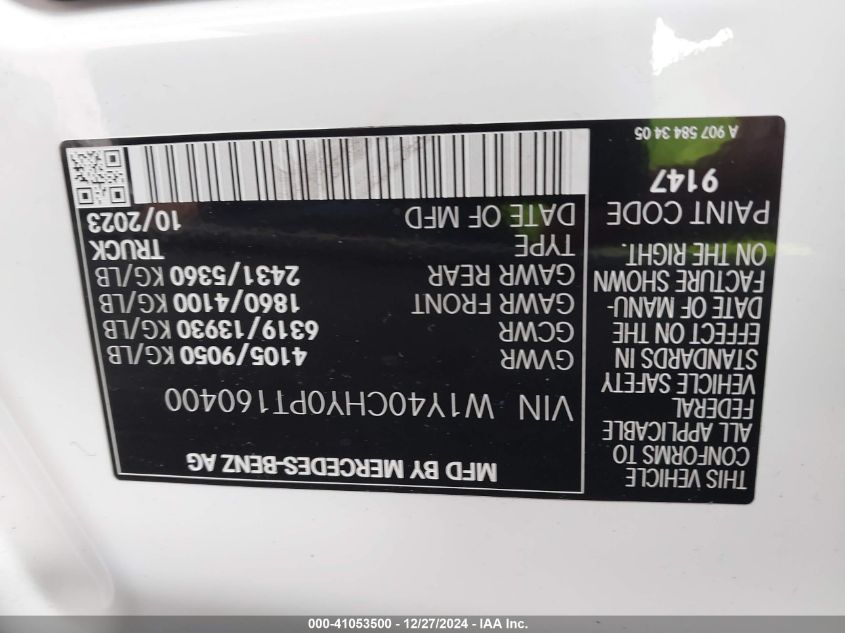 MFD BY MERCEDES-BENZ AG
VIN W1Y40CHY0PT160400
GVWR 4105/9050 KG/LB
GCWR 6319/13930 KG/LB
GAWR FRONT 1860/4100 KG/LB
GAWR REAR 2431/5360 KG/LB
TYPE TRUCK
DATE OF MFD 10/2023
THIS VEHICLE
CONFORMS TO
ALL APPLICABLE
FEDERAL
VEHICLE SAFETY
STANDARDS IN
EFFECT ON THE
DATE OF MANU-
FACTURE SHOWN
ON THE RIGHT.
PAINT CODE
9147
A 907 584 34 05
000-41053500 - 12/27/2024 - IAA Inc.